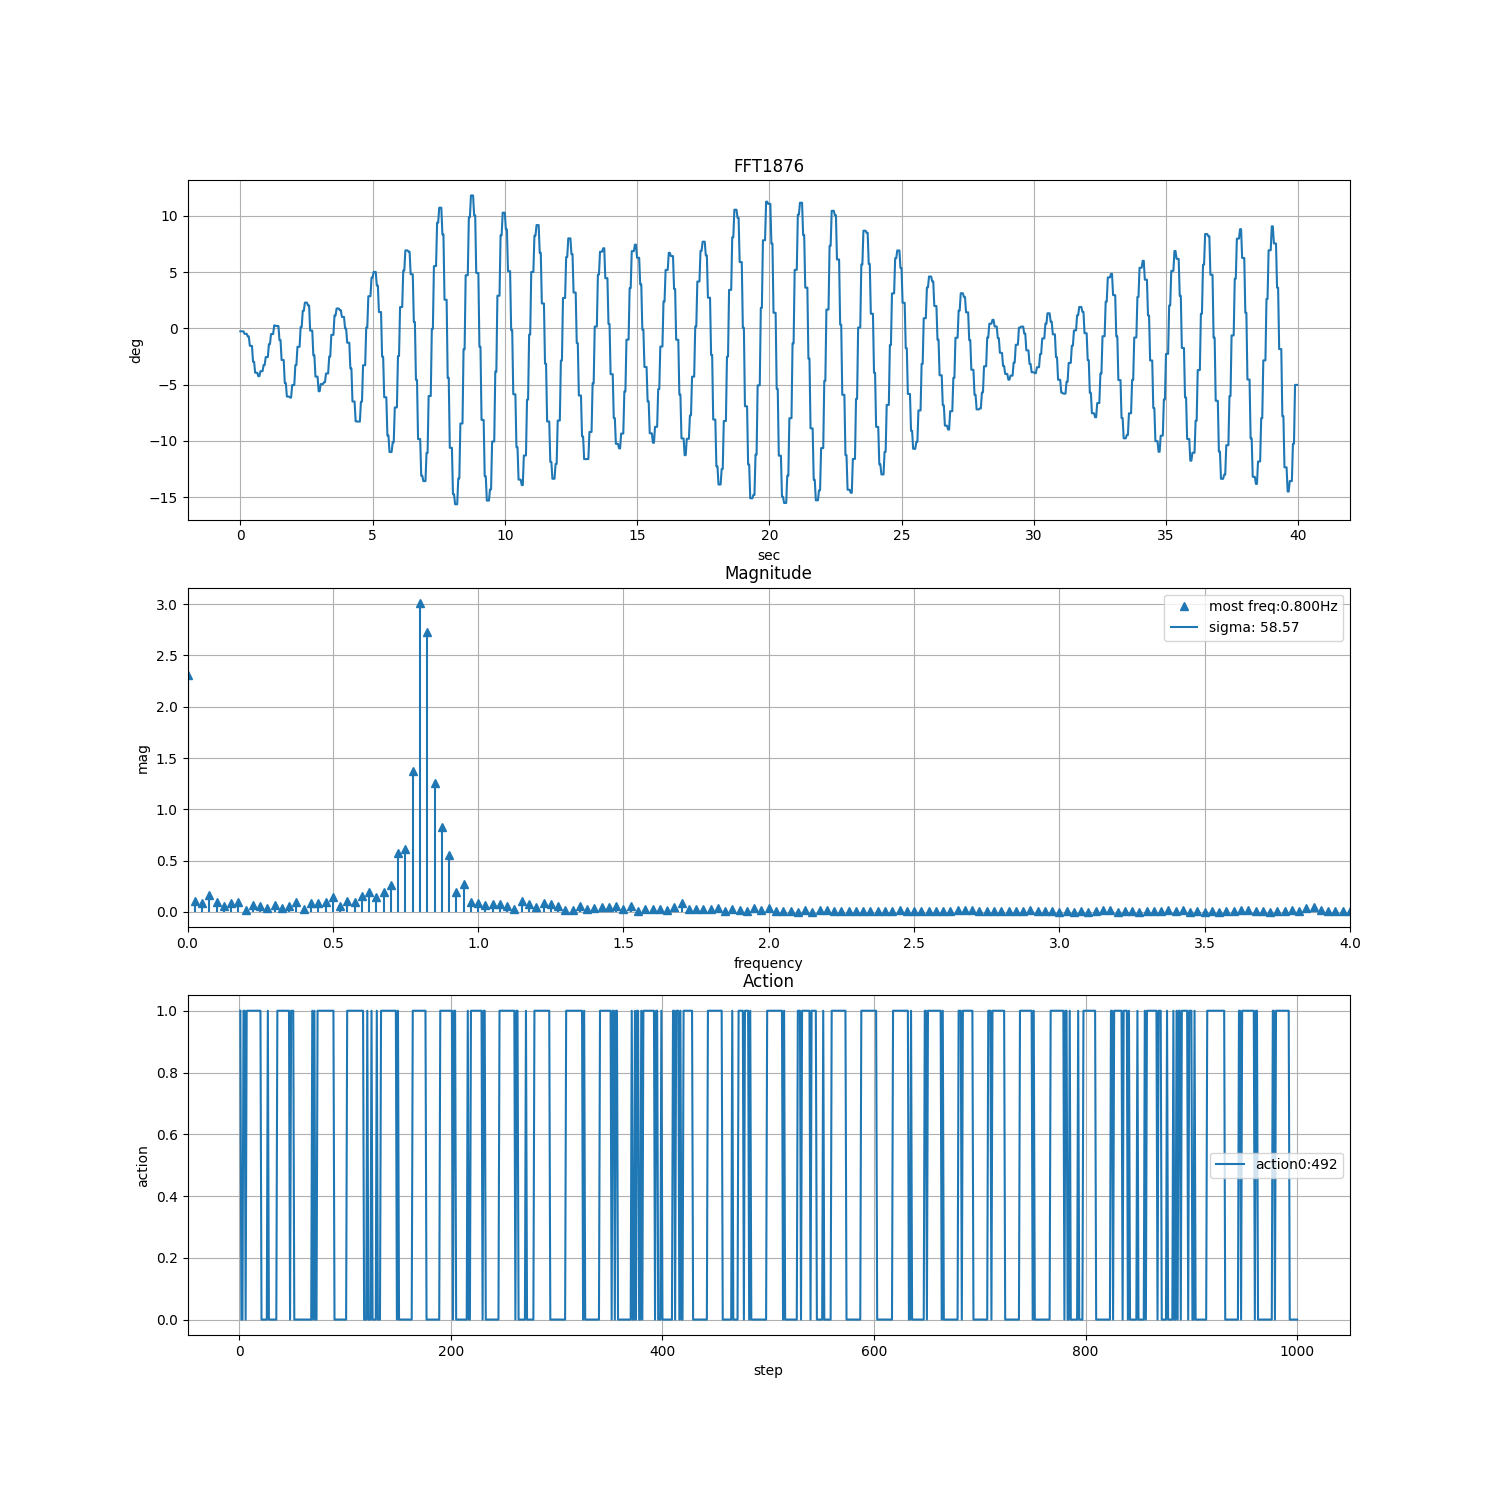 FFT1876
10
5
0
−5
−10
−15
deg
0 5 10 15 20 25 30 35 40
sec
Magnitude
3.0
2.5
2.0
1.5
1.0
0.5
0.0
mag
most freq:0.800Hz
sigma: 58.57
0.0 0.5 1.0 1.5 2.0 2.5 3.0 3.5 4.0
frequency
Action
1.0
0.8
0.6
0.4
0.2
0.0
action
action0:492
0 200 400 600 800 1000
step